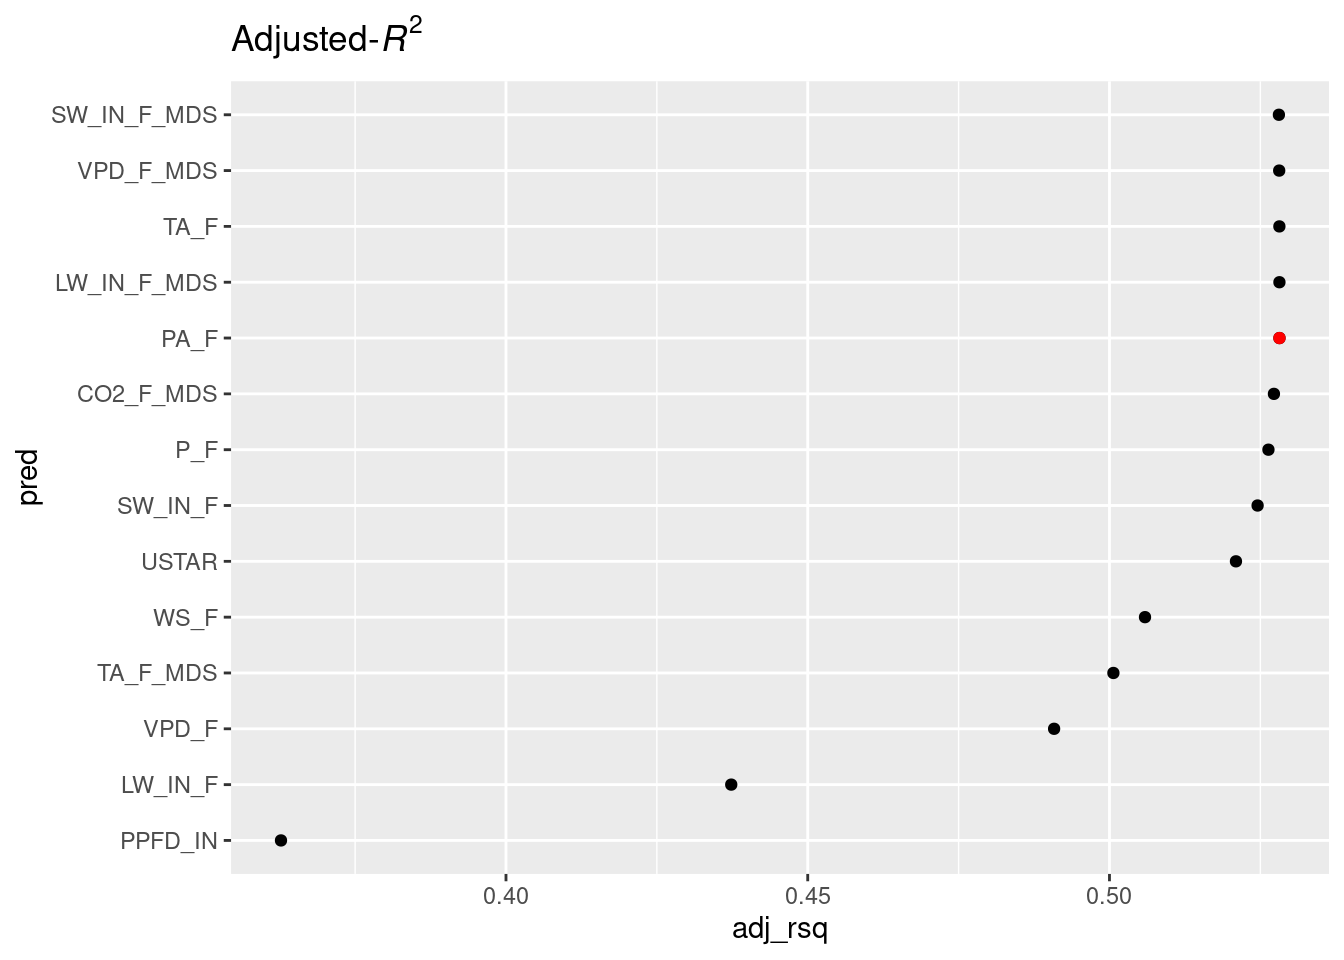 Adjusted-R²
SW_IN_F_MDS
VPD_F_MDS
TA_F
LW_IN_F_MDS
PA_F
CO2_F_MDS
P_F
SW_IN_F
USTAR
WS_F
TA_F_MDS
VPD_F
LW_IN_F
PPFD_IN
pred
0.40 0.45 0.50
adj_rsq